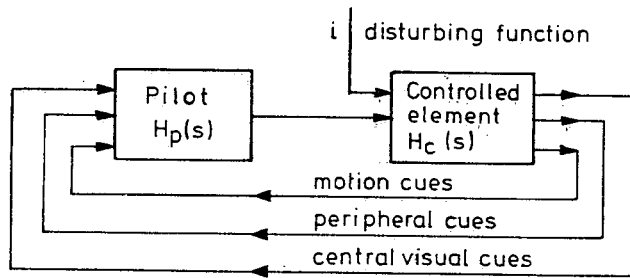 i disturbing function
Pilot
Hp(s)
Controlled
element
Hc(s)
motion cues
peripheral cues
central visual cues